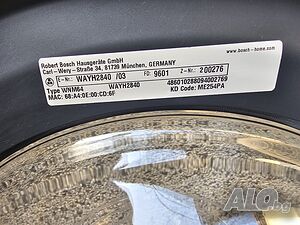 Robert Bosch Hausgeräte GmbH
Carl-Wery-Straße 34, 81739 München, GERMANY
www.bosch-home.com
E-Nr.: WAYH2840 /03 FD: 9601 Z-Nr.: 200276
486010288094002769
Type WNM64 WAYH2840 KD Code: ME254PA
MAC: 68:A4:0E:00:CD:6F
ALO.bg